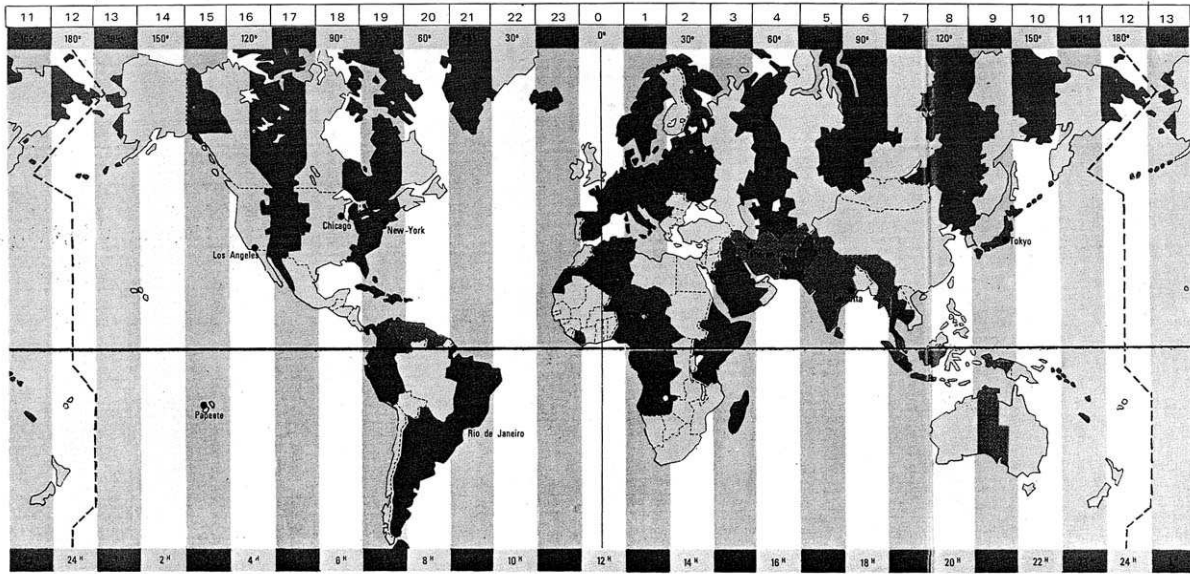 11 12 13 14 15 16 17 18 19 20 21 22 23 0 1 2 3 4 5 6 7 8 9 10 11 12 13
165° 180° 150° 120° 90° 60° 30° 0° 30° 60° 90° 120° 150° 180° 165°
Chicago
New-York
Los Angeles
Tokyo
Papeete
Rio de Janeiro
24 H 2 H 4 H 6 H 8 H 10 H 12 H 14 H 16 H 18 H 20 H 22 H 24 H